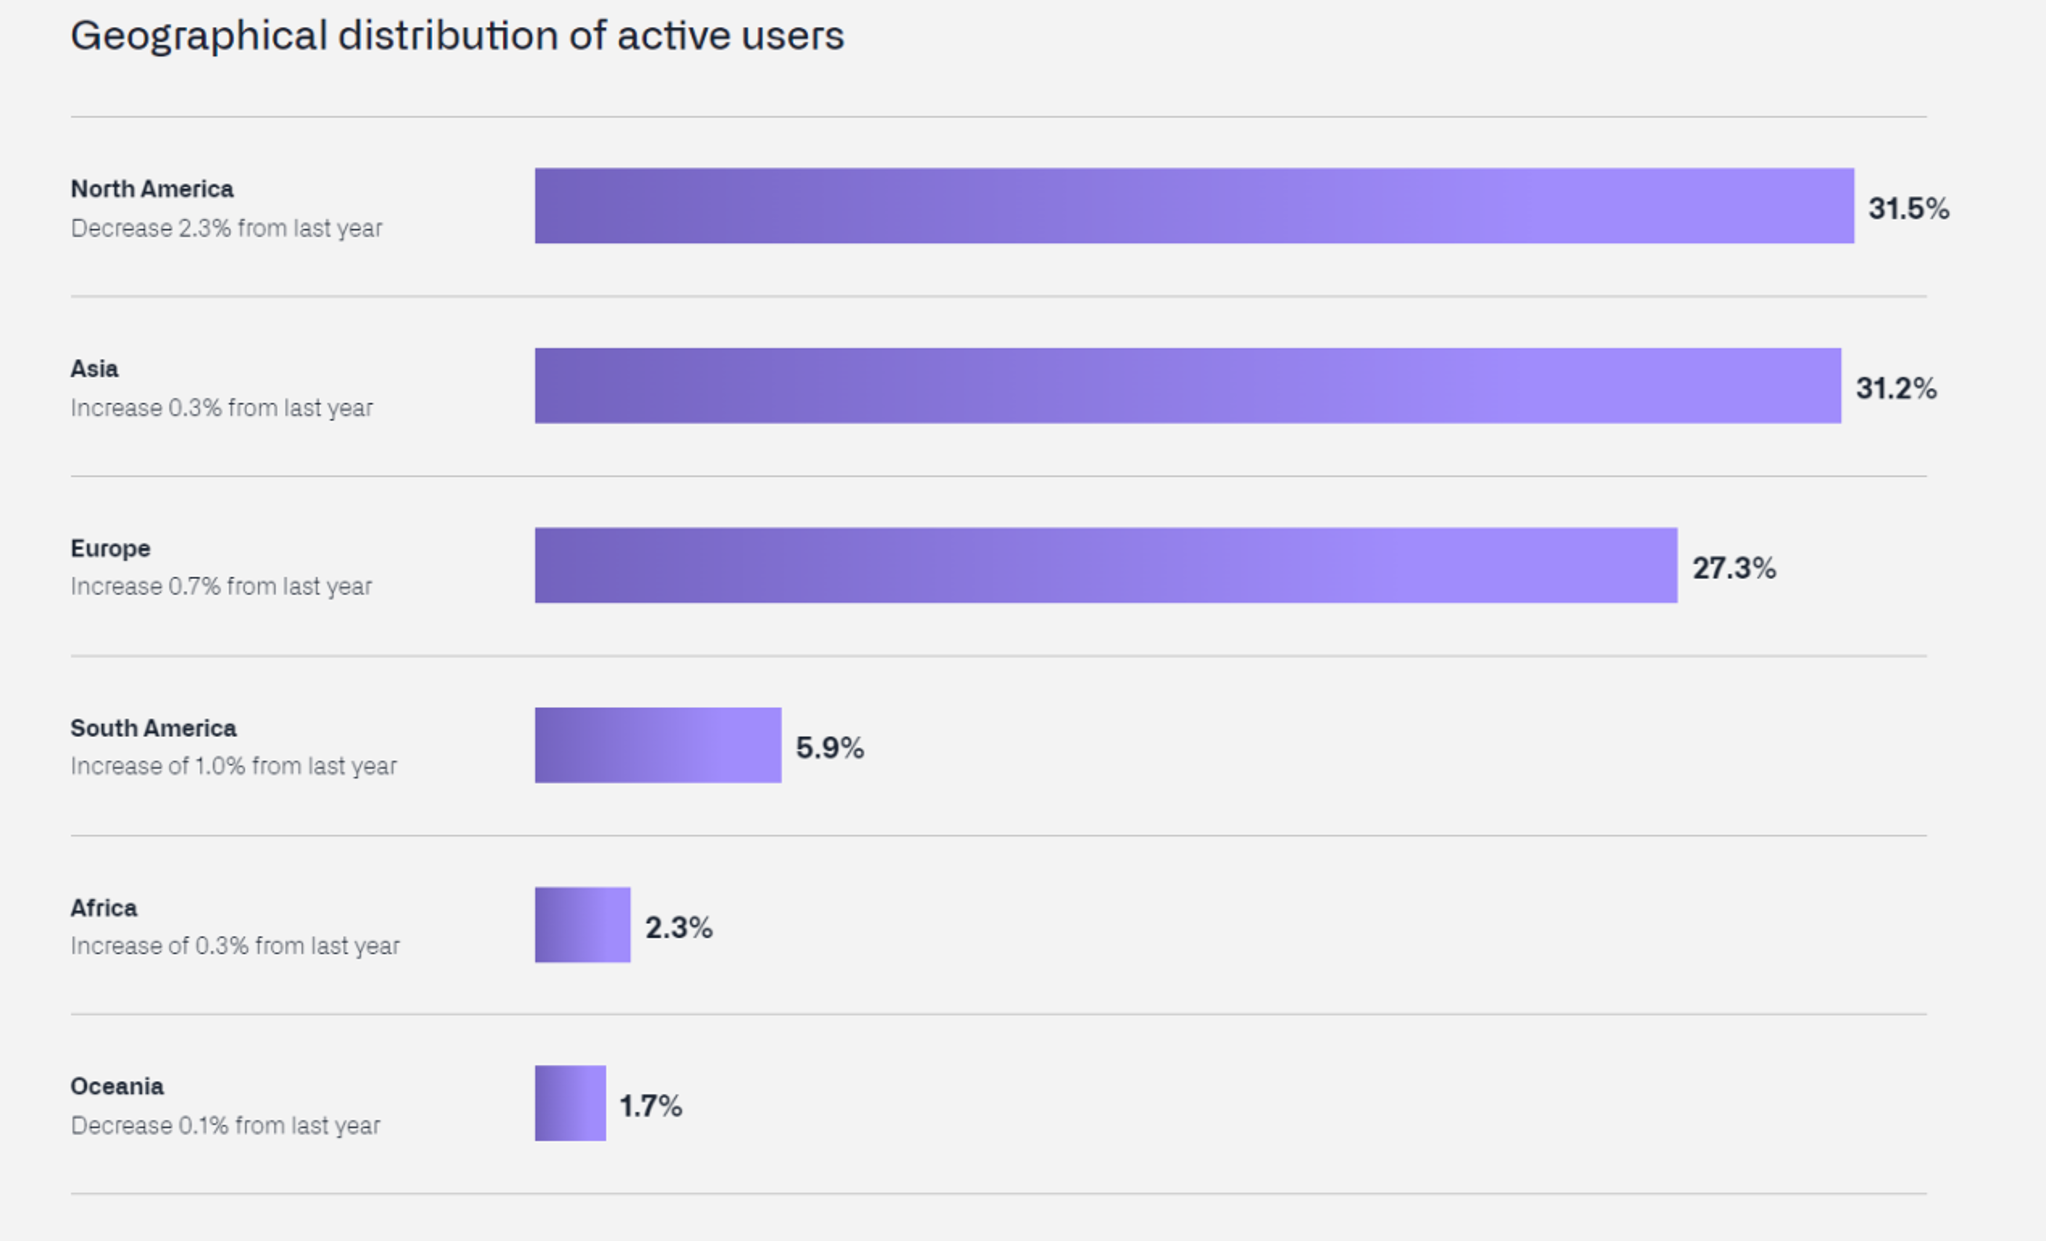 Geographical distribution of active users
North America
Decrease 2.3% from last year
31.5%
Asia
Increase 0.3% from last year
31.2%
Europe
Increase 0.7% from last year
27.3%
South America
Increase of 1.0% from last year
5.9%
Africa
Increase of 0.3% from last year
2.3%
Oceania
Decrease 0.1% from last year
1.7%